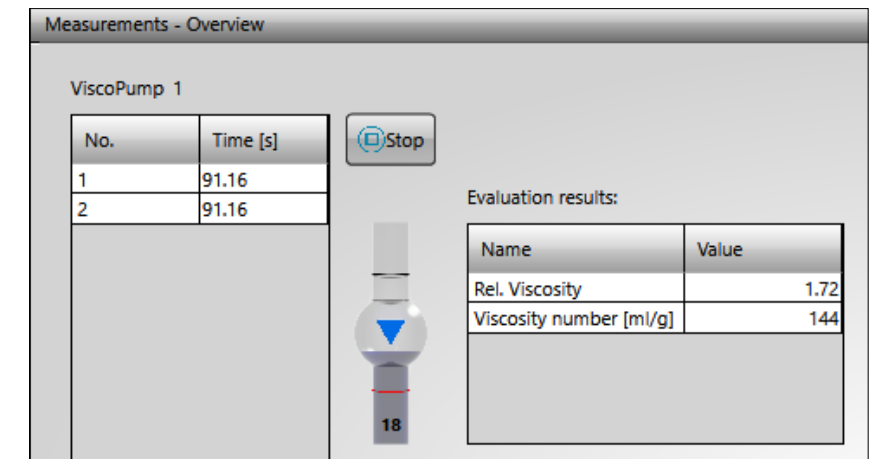 Measurements - Overview
ViscoPump 1
No. Time [s]
1 91.16
2 91.16
Stop
18
Evaluation results:
Name Value
Rel. Viscosity 1.72
Viscosity number [ml/g] 144